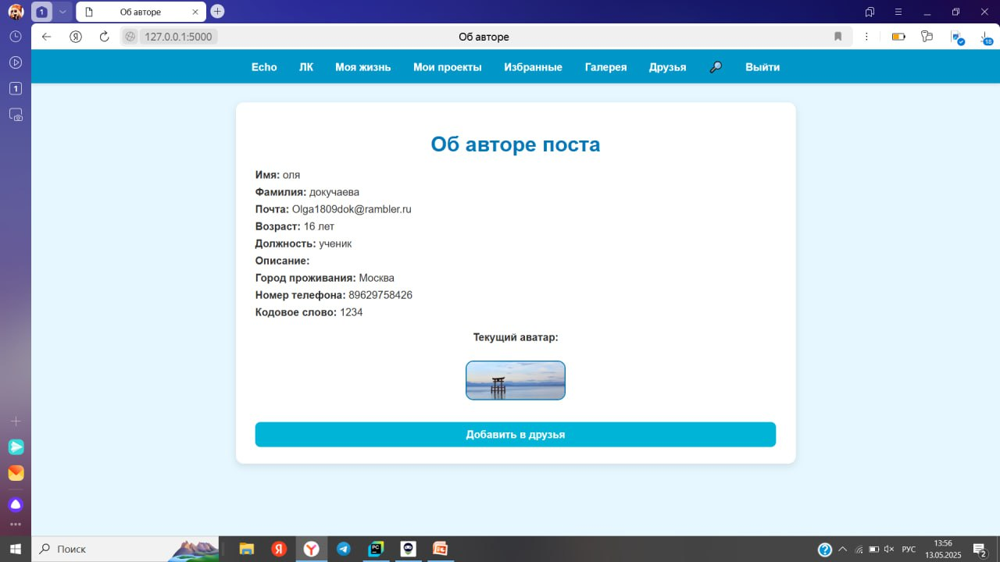 1
Об авторе
127.0.0.1:5000
Об авторе
18
1
Echo ЛК Моя жизнь Мои проекты Избранные Галерея Друзья Выйти
Об авторе поста
Имя: оля
Фамилия: докучаева
Почта: Olga1809dok@rambler.ru
Возраст: 16 лет
Должность: ученик
Описание:
Город проживания: Москва
Номер телефона: 89629758426
Кодовое слово: 1234
Текущий аватар:
Добавить в друзья
Поиск
Я
PC
РУС
13:56
13.05.2025
2